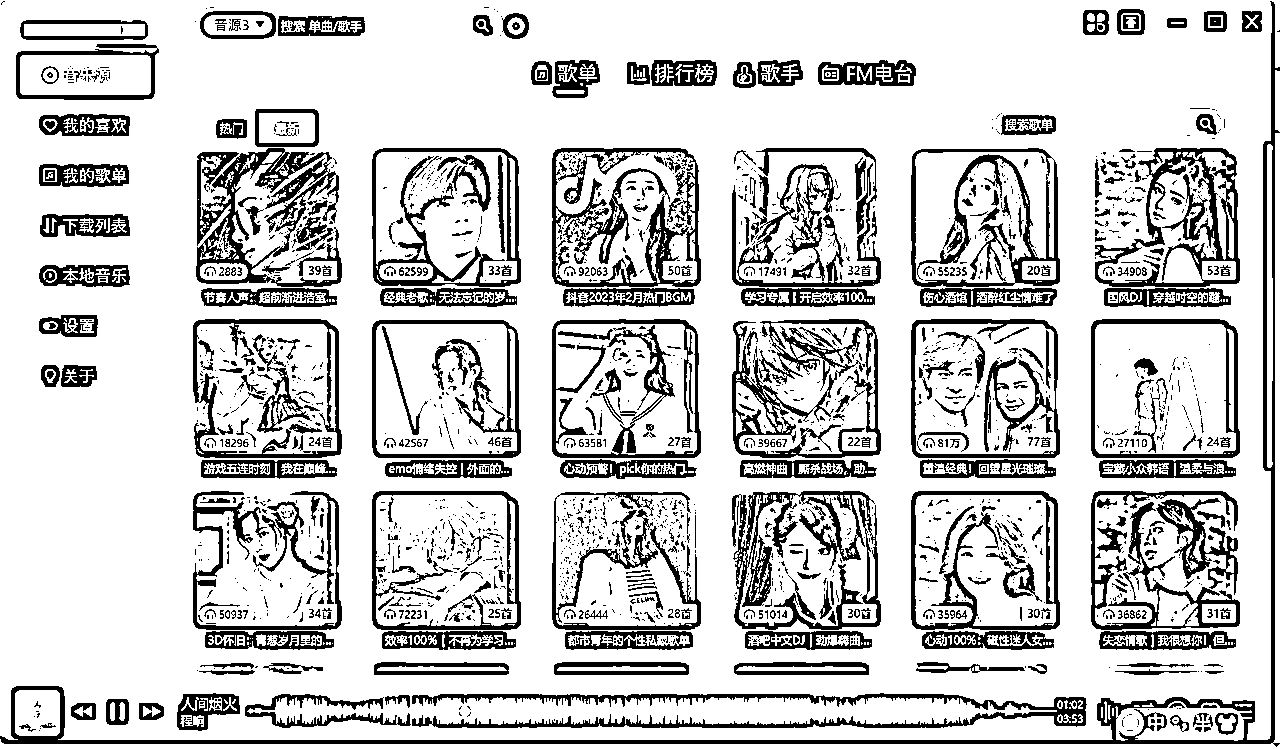 音源3 ▼ 搜索 单曲/歌手
音乐源
歌单 排行榜 歌手 FM电台
我的喜欢
热门 最新 搜索歌单
我的歌单
下载列表
本地音乐
设置
关于
2883 39首
62599 33首
92063 50首
17491 32首
55235 20首
34908 53首
节奏人声：超前渐进浩室...
经典老歌：无法忘记的岁...
抖音2023年2月热门BGM
学习专属 | 开启效率100...
伤心酒馆 | 酒醉红尘情难了
国风DJ | 穿越时空的...
18296 24首
42567 46首
63581 27首
39667 22首
81万 77首
27110 24首
游戏五连时刻 | 我在巅峰...
emo情绪失控 | 外面的...
心动预警！pick你的热门...
高燃神曲 | 厮杀战场，助...
重温经典！回望星光璀璨...
宝藏小众韩语 | 温柔与浪...
50937 34首
72231 25首
26444 28首
51014 30首
35964 30首
36862 31首
3D怀旧：青葱岁月里的...
效率100% | 不再为学习...
都市青年的个性私藏歌单
酒吧中文DJ | 劲爆...曲...
心动100%：磁性迷人女...
失恋情歌 | 我很想你！但...
人间烟火
程响
01:02
03:53
中